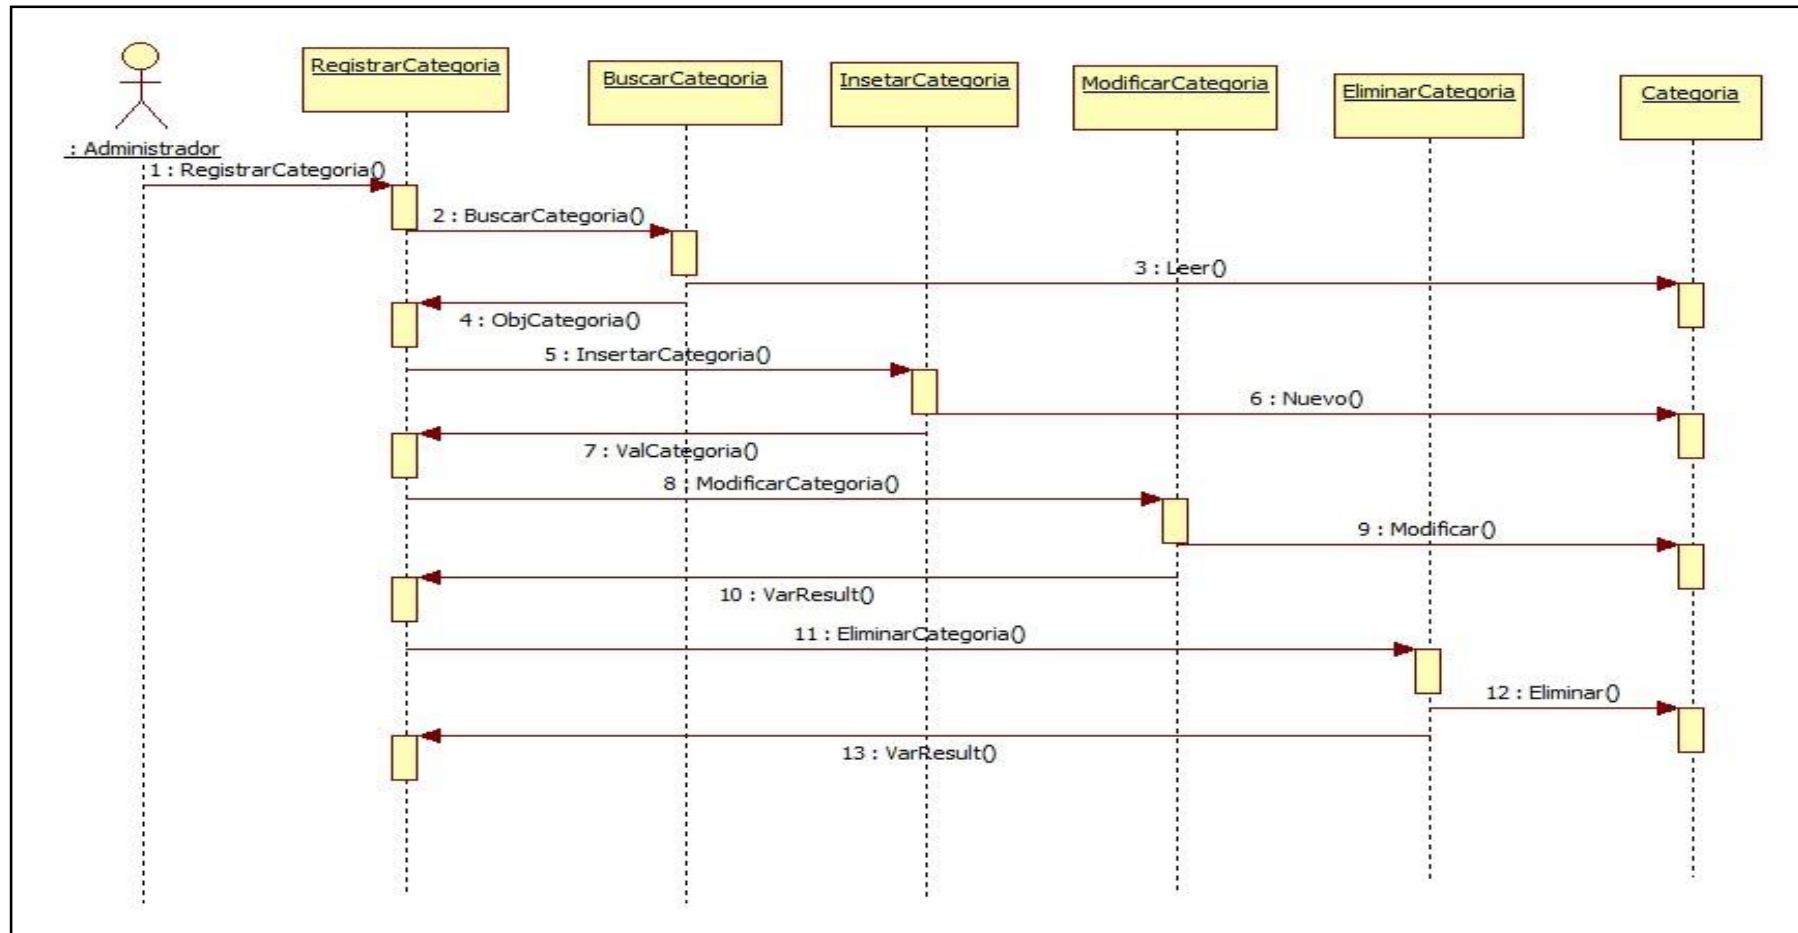 RegistrarCategoria
BuscarCategoria
InsetarCategoria
ModificarCategoria
EliminarCategoria
Categoria
: Administrador
1 : RegistrarCategoria()
2 : BuscarCategoria()
3 : Leer()
4 : ObjCategoria()
5 : InsertarCategoria()
6 : Nuevo()
7 : ValCategoria()
8 : ModificarCategoria()
9 : Modificar()
10 : VarResult()
11 : EliminarCategoria()
12 : Eliminar()
13 : VarResult()